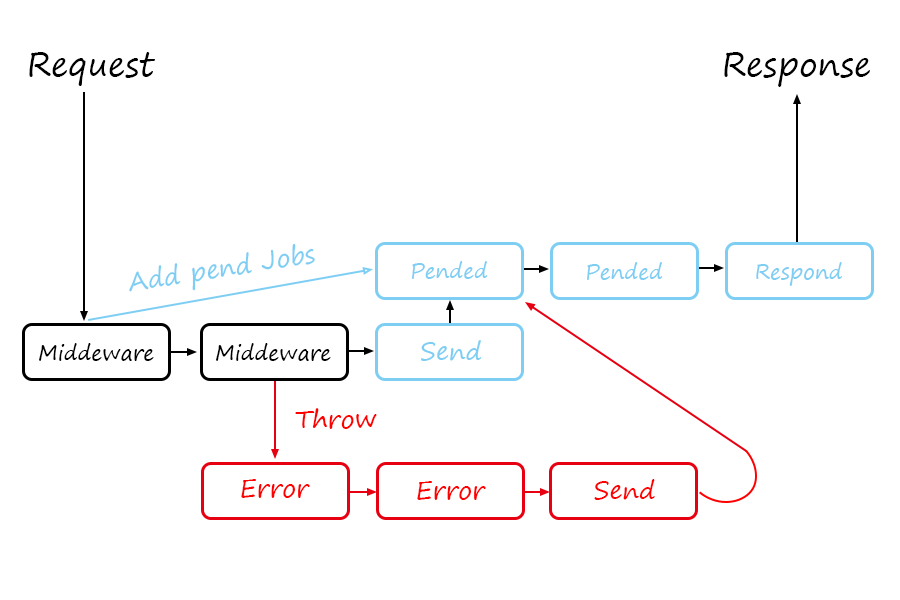 Request
Response
Add pend Jobs
Pended
Pended
Respond
Middeware
Middeware
Send
Throw
Error
Error
Send